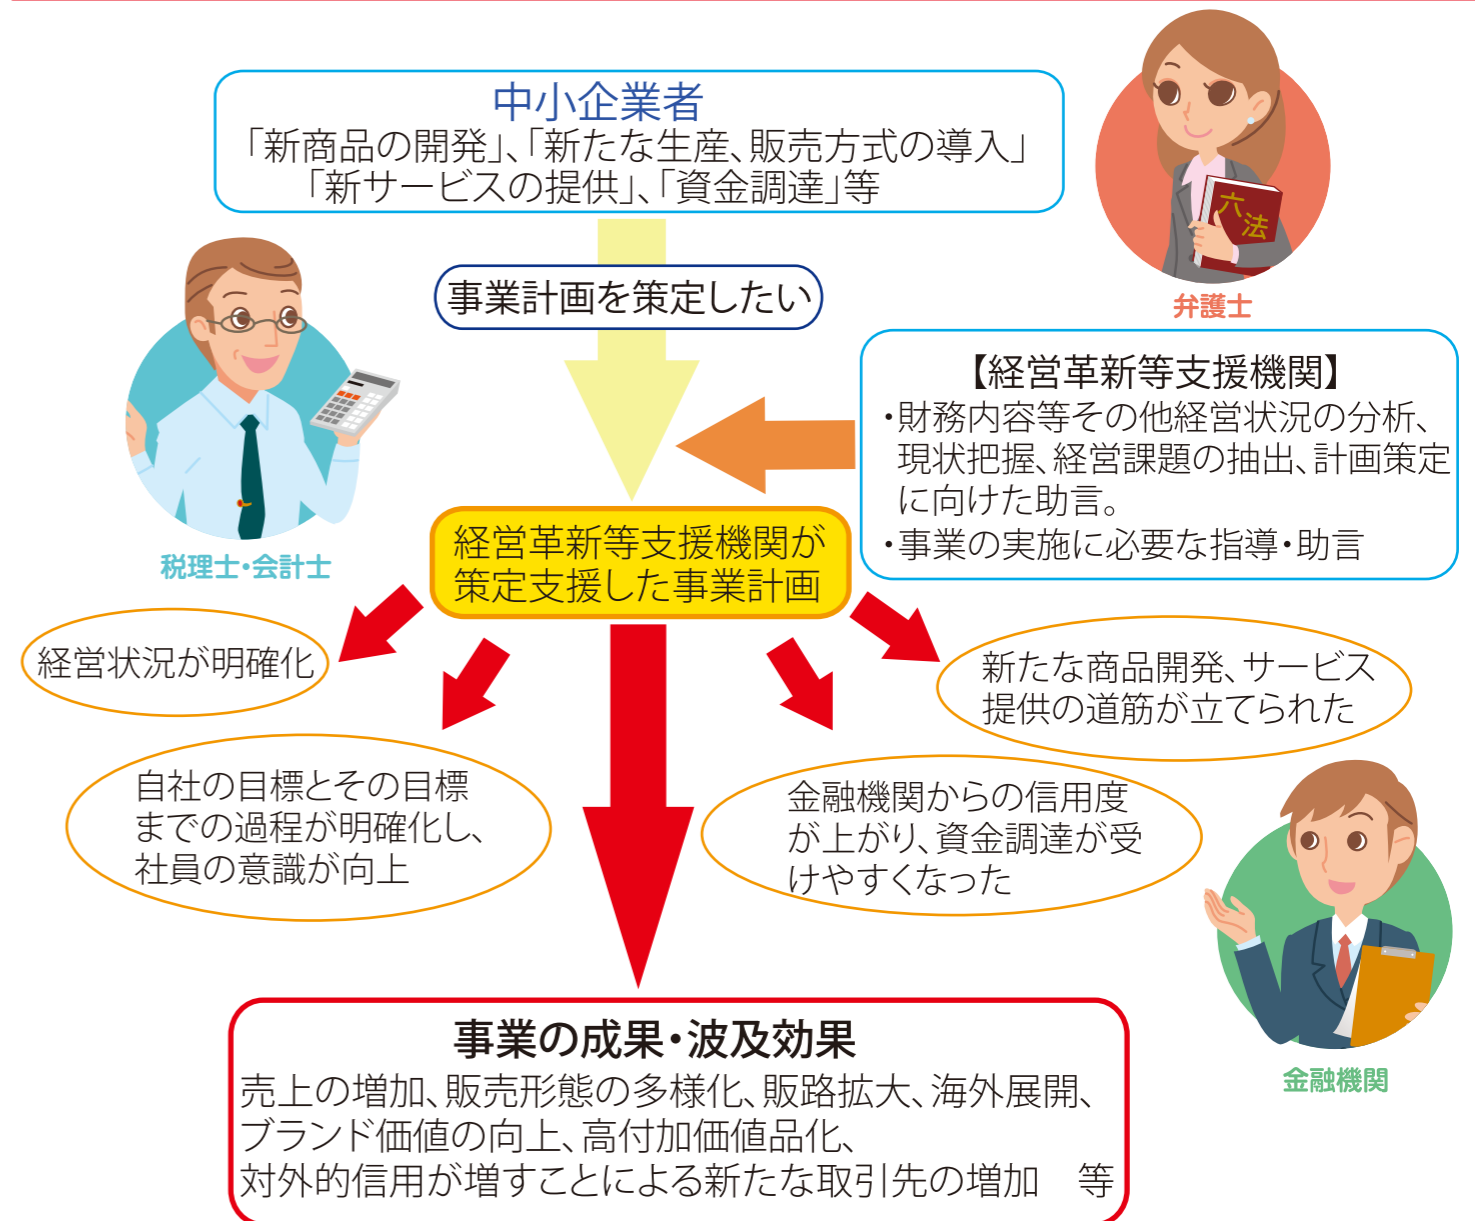 中小企業者
「新商品の開発」、「新たな生産、販売方式の導入」
「新サービスの提供」、「資金調達」等
六法
弁護士
事業計画を策定したい
【経営革新等支援機関】
・財務内容等その他経営状況の分析、
現状把握、経営課題の抽出、計画策定
に向けた助言。
・事業の実施に必要な指導・助言
税理士・会計士
経営革新等支援機関が
策定支援した事業計画
経営状況が明確化
新たな商品開発、サービス
提供の道筋が立てられた
自社の目標とその目標
までの過程が明確化し、
社員の意識が向上
金融機関からの信用度
が上がり、資金調達が受
けやすくなった
金融機関
事業の成果・波及効果
売上の増加、販売形態の多様化、販路拡大、海外展開、
ブランド価値の向上、高付加価値品化、
対外的信用が増すことによる新たな取引先の増加　等